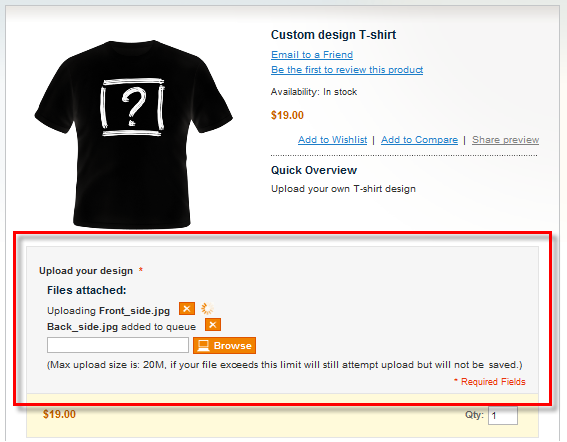 Custom design T-shirt
Email to a Friend
Be the first to review this product
Availability: In stock
$19.00
Add to Wishlist | Add to Compare | Share preview
Quick Overview
Upload your own T-shirt design
?
Upload your design *
Files attached:
Uploading Front_side.jpg
Back_side.jpg added to queue
Browse
(Max upload size is: 20M, if your file exceeds this limit will still attempt upload but will not be saved.)
* Required Fields
$19.00
Qty: 1